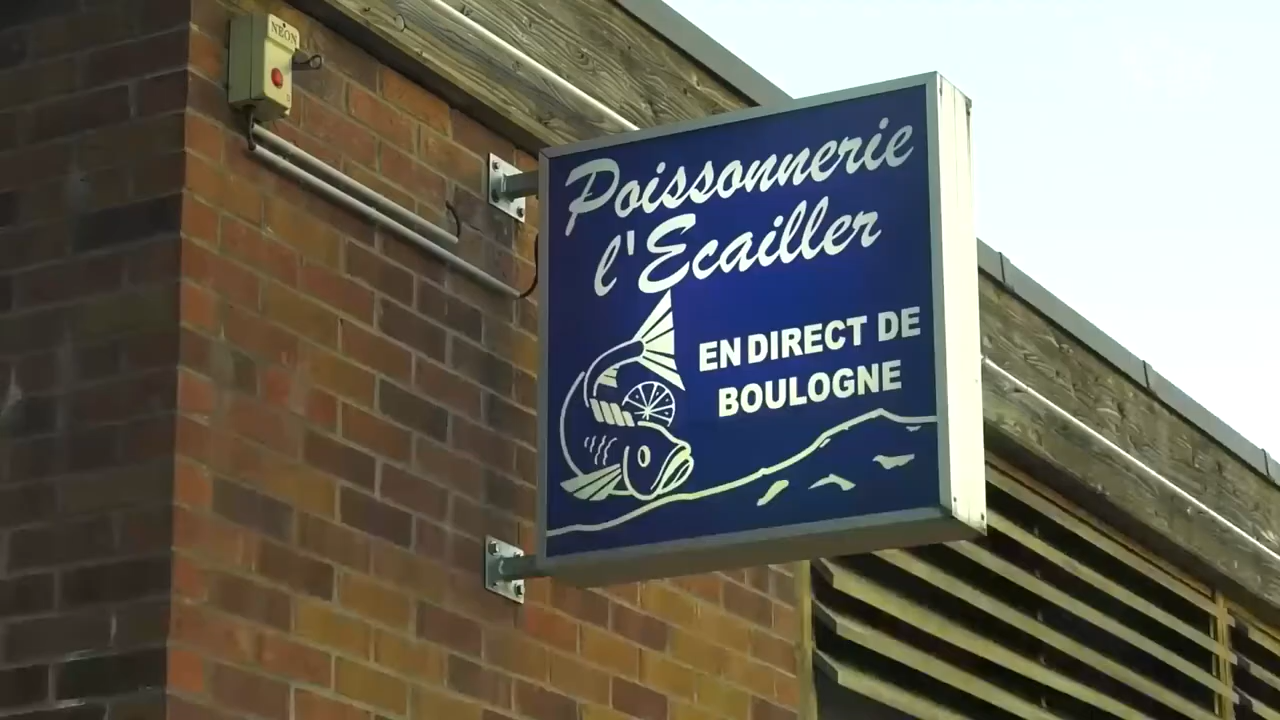 NEON
Poissonnerie
l'Ecailler
EN DIRECT DE
BOULOGNE